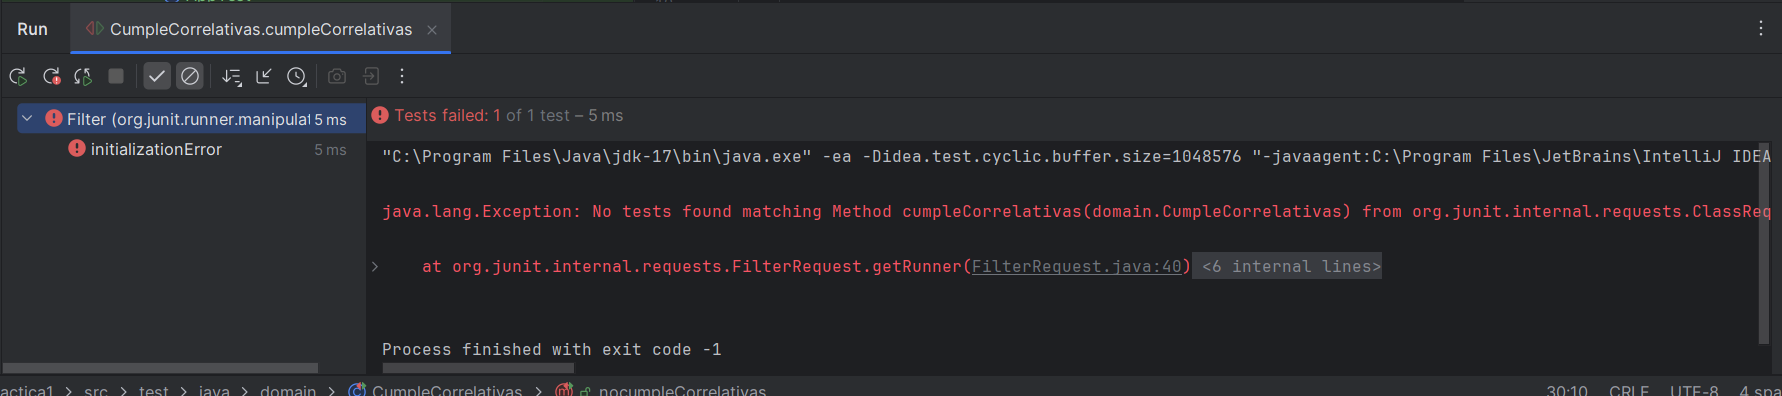 AppTest
Run
CumpleCorrelativas.cumpleCorrelativas
Filter (org.junit.runner.manipulat 5 ms
initializationError 5 ms
Tests failed: 1 of 1 test – 5 ms
"C:\Program Files\Java\jdk-17\bin\java.exe" -ea -Didea.test.cyclic.buffer.size=1048576 "-javaagent:C:\Program Files\JetBrains\IntelliJ IDEA
java.lang.Exception: No tests found matching Method cumpleCorrelativas(domain.CumpleCorrelativas) from org.junit.internal.requests.ClassReq
at org.junit.internal.requests.FilterRequest.getRunner(FilterRequest.java:40) <6 internal lines>
Process finished with exit code -1
actica1 > src > test > java > domain > CumpleCorrelativas > nocumpleCorrelativas 30:10 CRLF UTF-8 4 spa